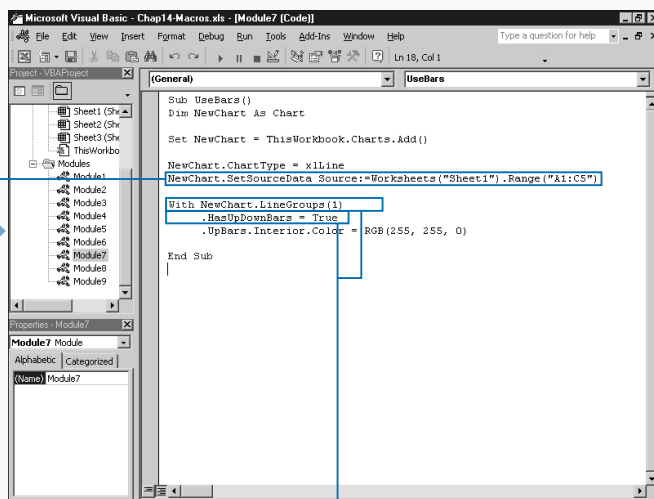 Microsoft Visual Basic - Chap14-Macros.xls - [Module7 (Code)]
File Edit View Insert Format Debug Run Tools Add-Ins Window Help
Type a question for help
Ln 18, Col 1
Project - VBAProject
(General)
UseBars
Sheet1 (She
Sheet2 (She
Sheet3 (She
ThisWorkbo
Modules
Module1
Module2
Module3
Module4
Module5
Module6
Module7
Module8
Module9
Properties - Module7
Module7 Module
Alphabetic Categorized
(Name) Module7
Sub UseBars()
Dim NewChart As Chart
Set NewChart = ThisWorkbook.Charts.Add()
NewChart.ChartType = xlLine
NewChart.SetSourceData Source:=Worksheets("Sheet1").Range("A1:C5")
With NewChart.LineGroups(1)
.HasUpDownBars = True
.UpBars.Interior.Color = RGB(255, 255, 0)
End Sub